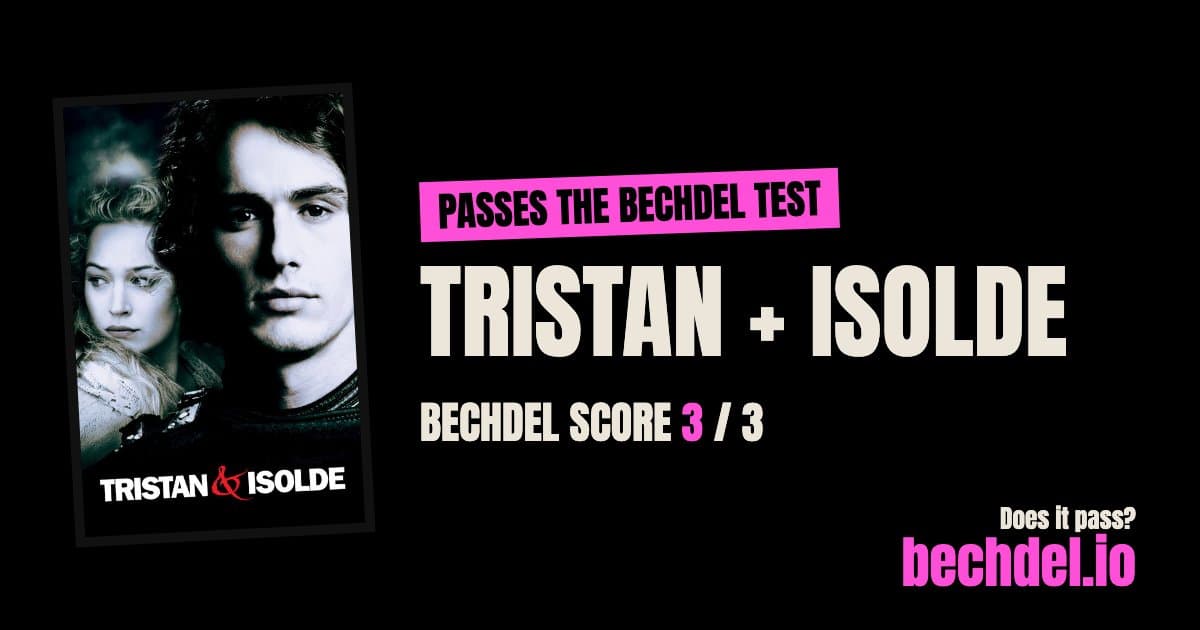 PASSES THE BECHDEL TEST
TRISTAN + ISOLDE
BECHDEL SCORE 3 / 3
TRISTAN & ISOLDE
Does it pass?
bechdel.io